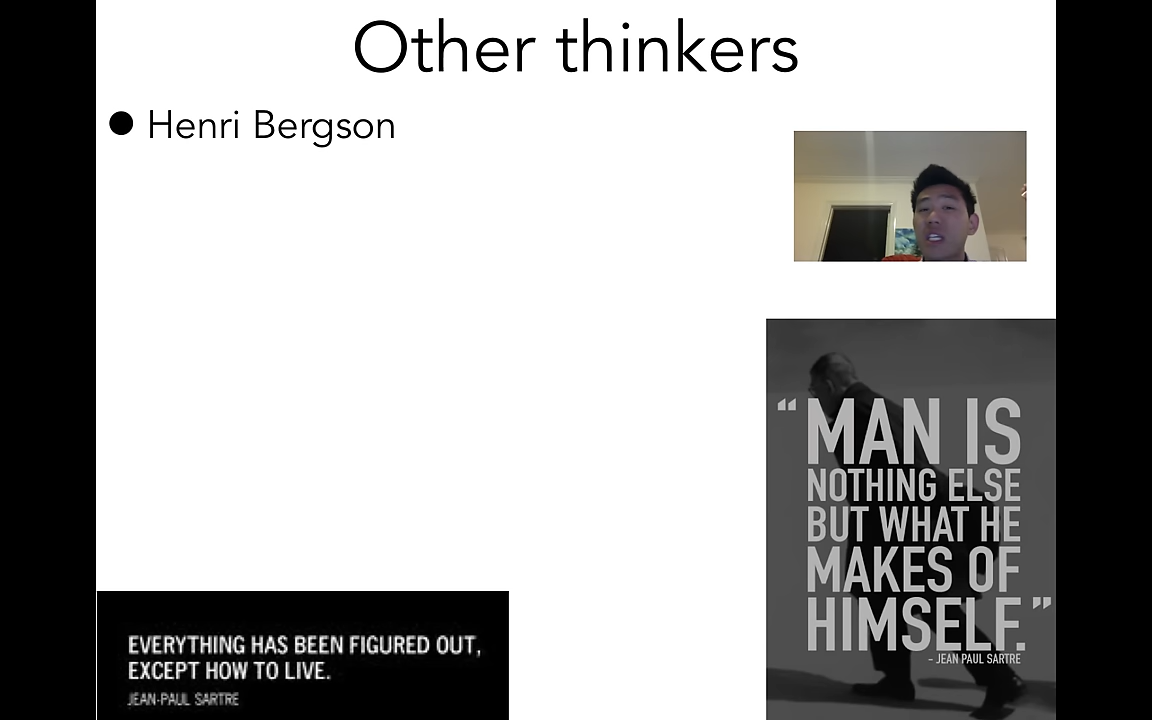 Other thinkers
● Henri Bergson
“MAN IS
NOTHING ELSE
BUT WHAT HE
MAKES OF
HIMSELF.”
– JEAN PAUL SARTRE
EVERYTHING HAS BEEN FIGURED OUT,
EXCEPT HOW TO LIVE.
JEAN-PAUL SARTRE